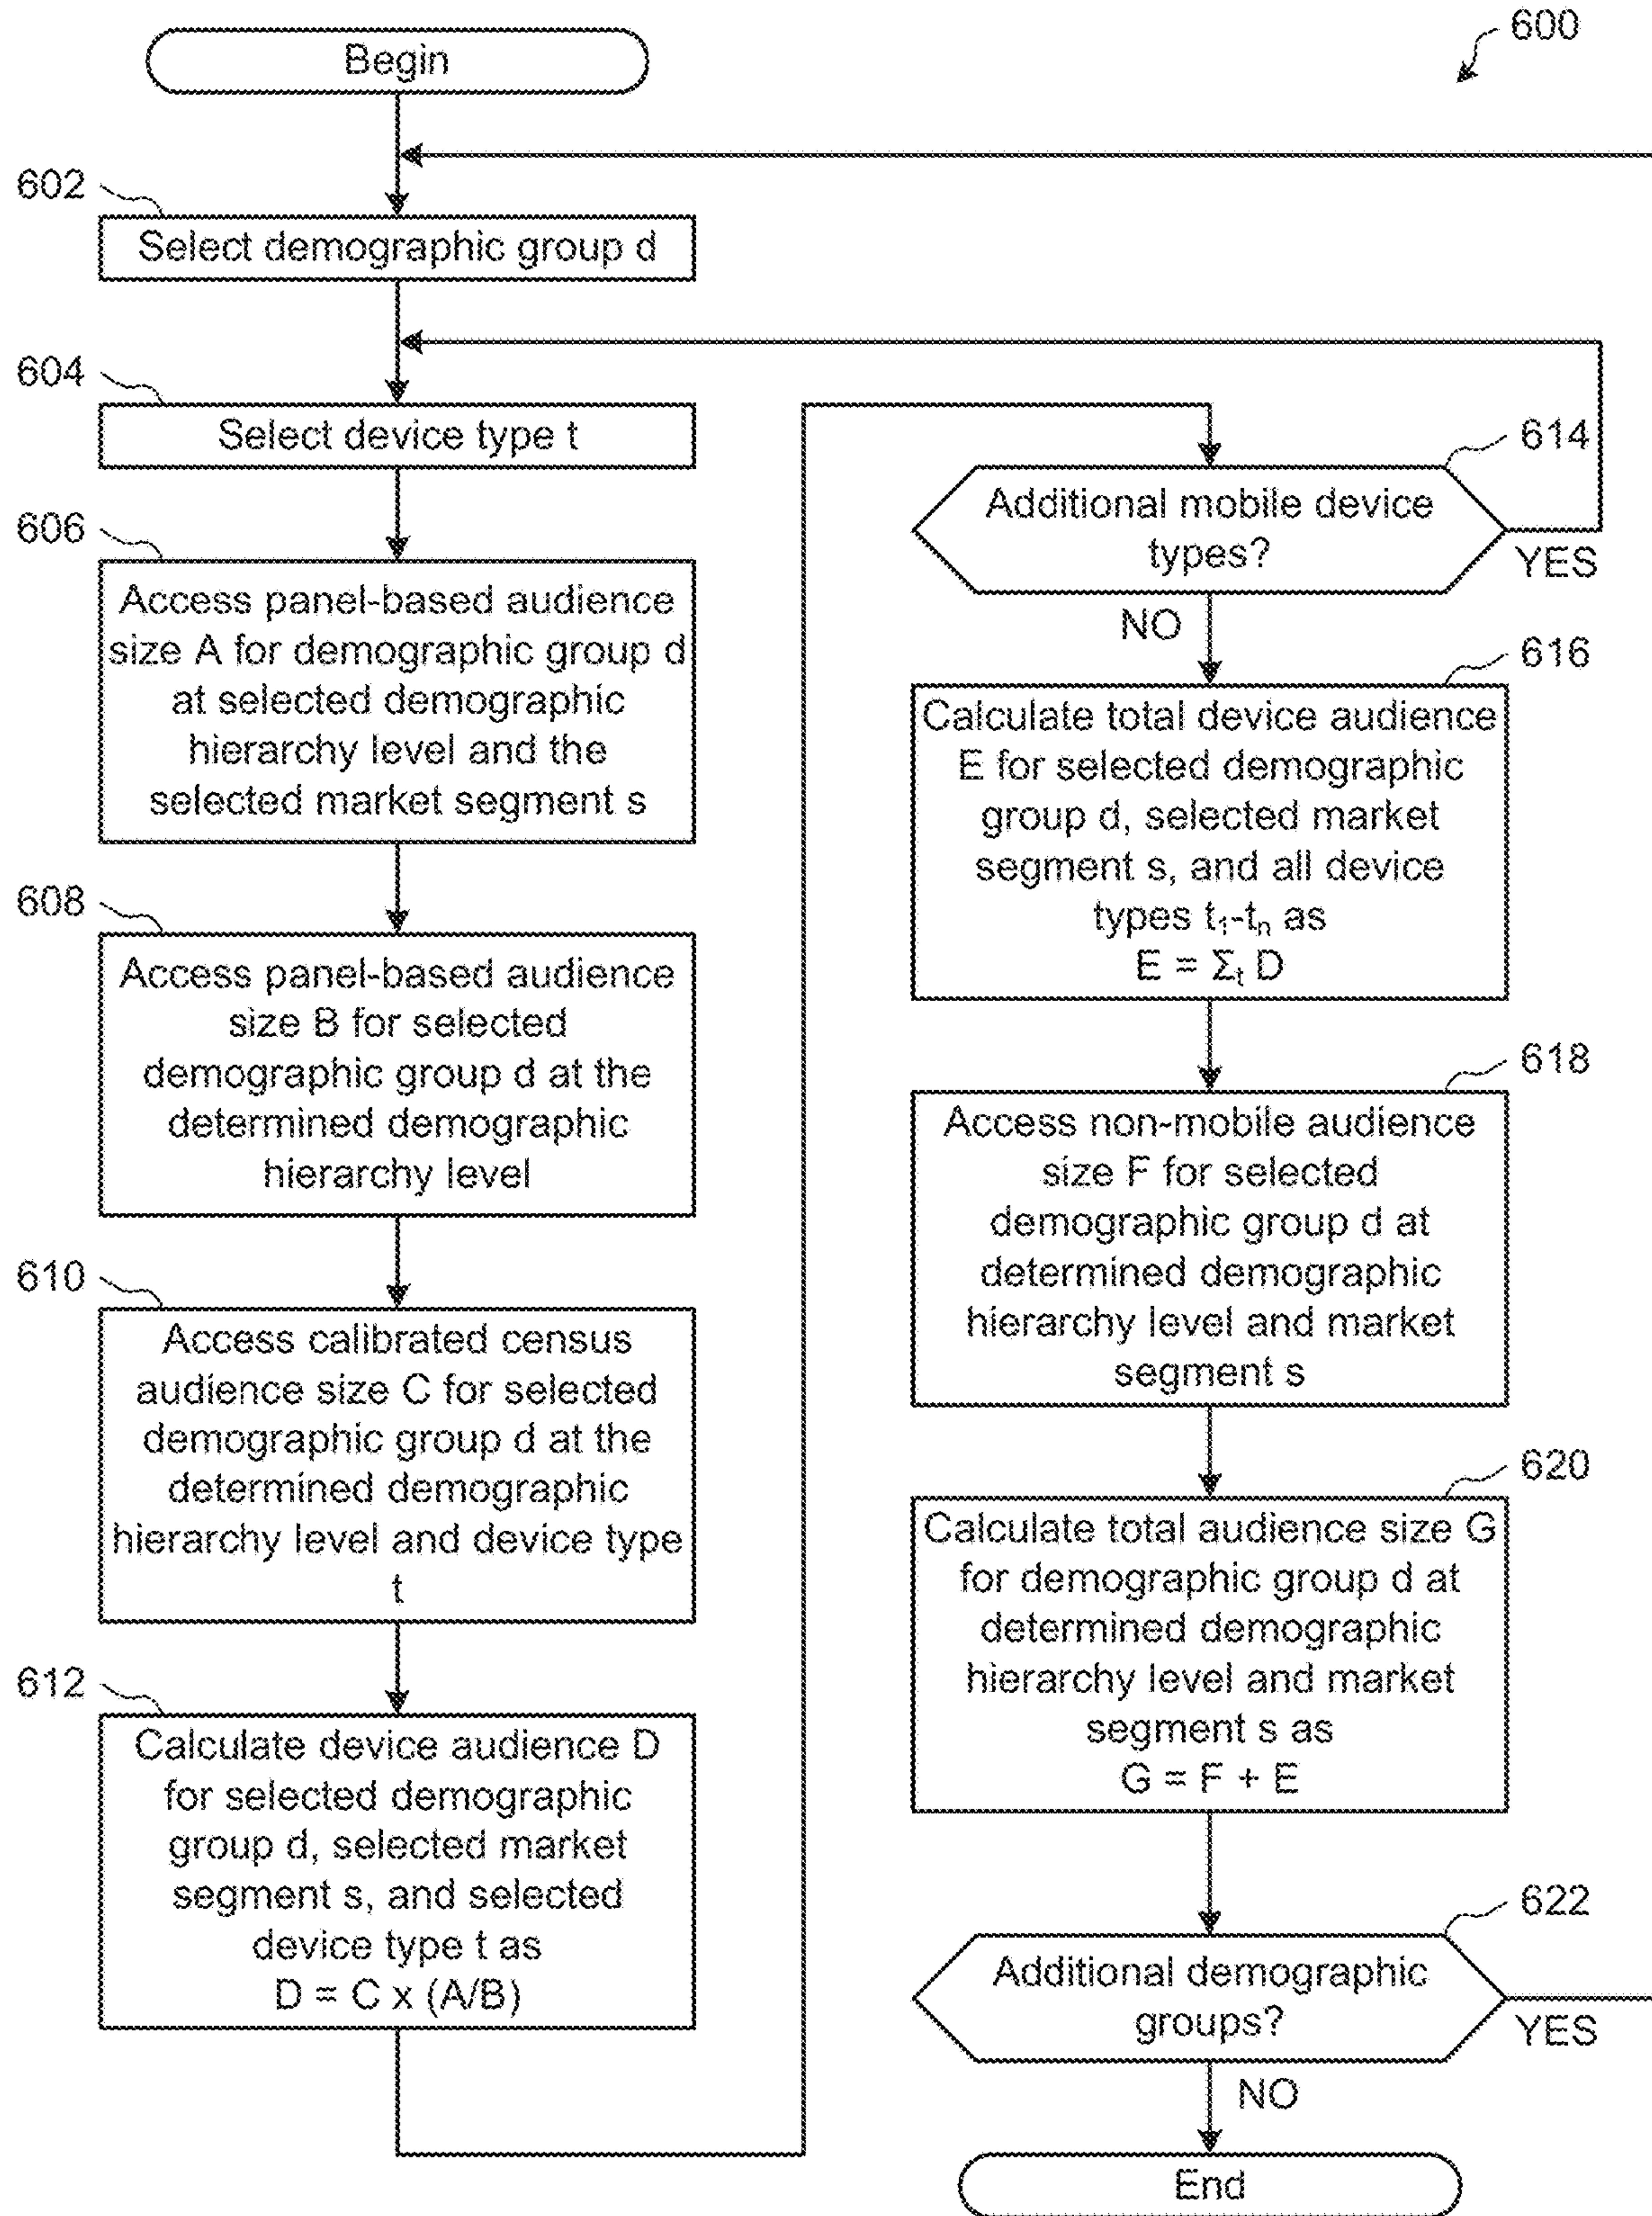 600
Begin
602
Select demographic group d
604
Select device type t
606
Access panel-based audience
size A for demographic group d
at selected demographic
hierarchy level and the
selected market segment s
608
Access panel-based audience
size B for selected
demographic group d at the
determined demographic
hierarchy level
610
Access calibrated census
audience size C for selected
demographic group d at the
determined demographic
hierarchy level and device type
t
612
Calculate device audience D
for selected demographic
group d, selected market
segment s, and selected
device type t as
D = C x (A/B)
614
Additional mobile device
types?
YES
NO
616
Calculate total device audience
E for selected demographic
group d, selected market
segment s, and all device
types t₁-tₙ as
E = Σₜ D
618
Access non-mobile audience
size F for selected
demographic group d at
determined demographic
hierarchy level and market
segment s
620
Calculate total audience size G
for demographic group d at
determined demographic
hierarchy level and market
segment s as
G = F + E
622
Additional demographic
groups?
YES
NO
End